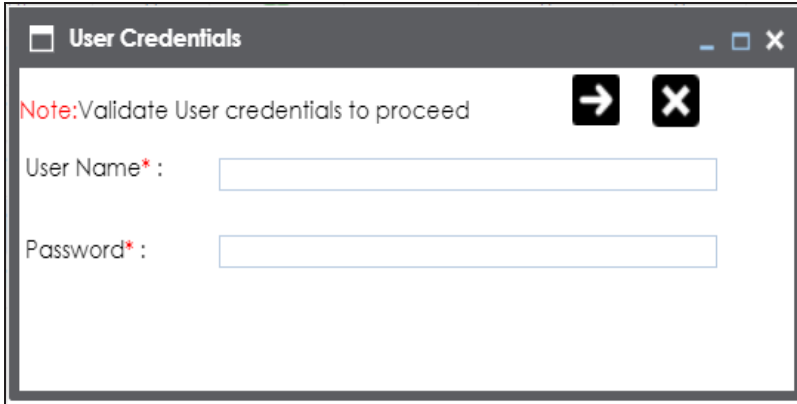 User Credentials
Note:Validate User credentials to proceed
User Name* :
Password* :